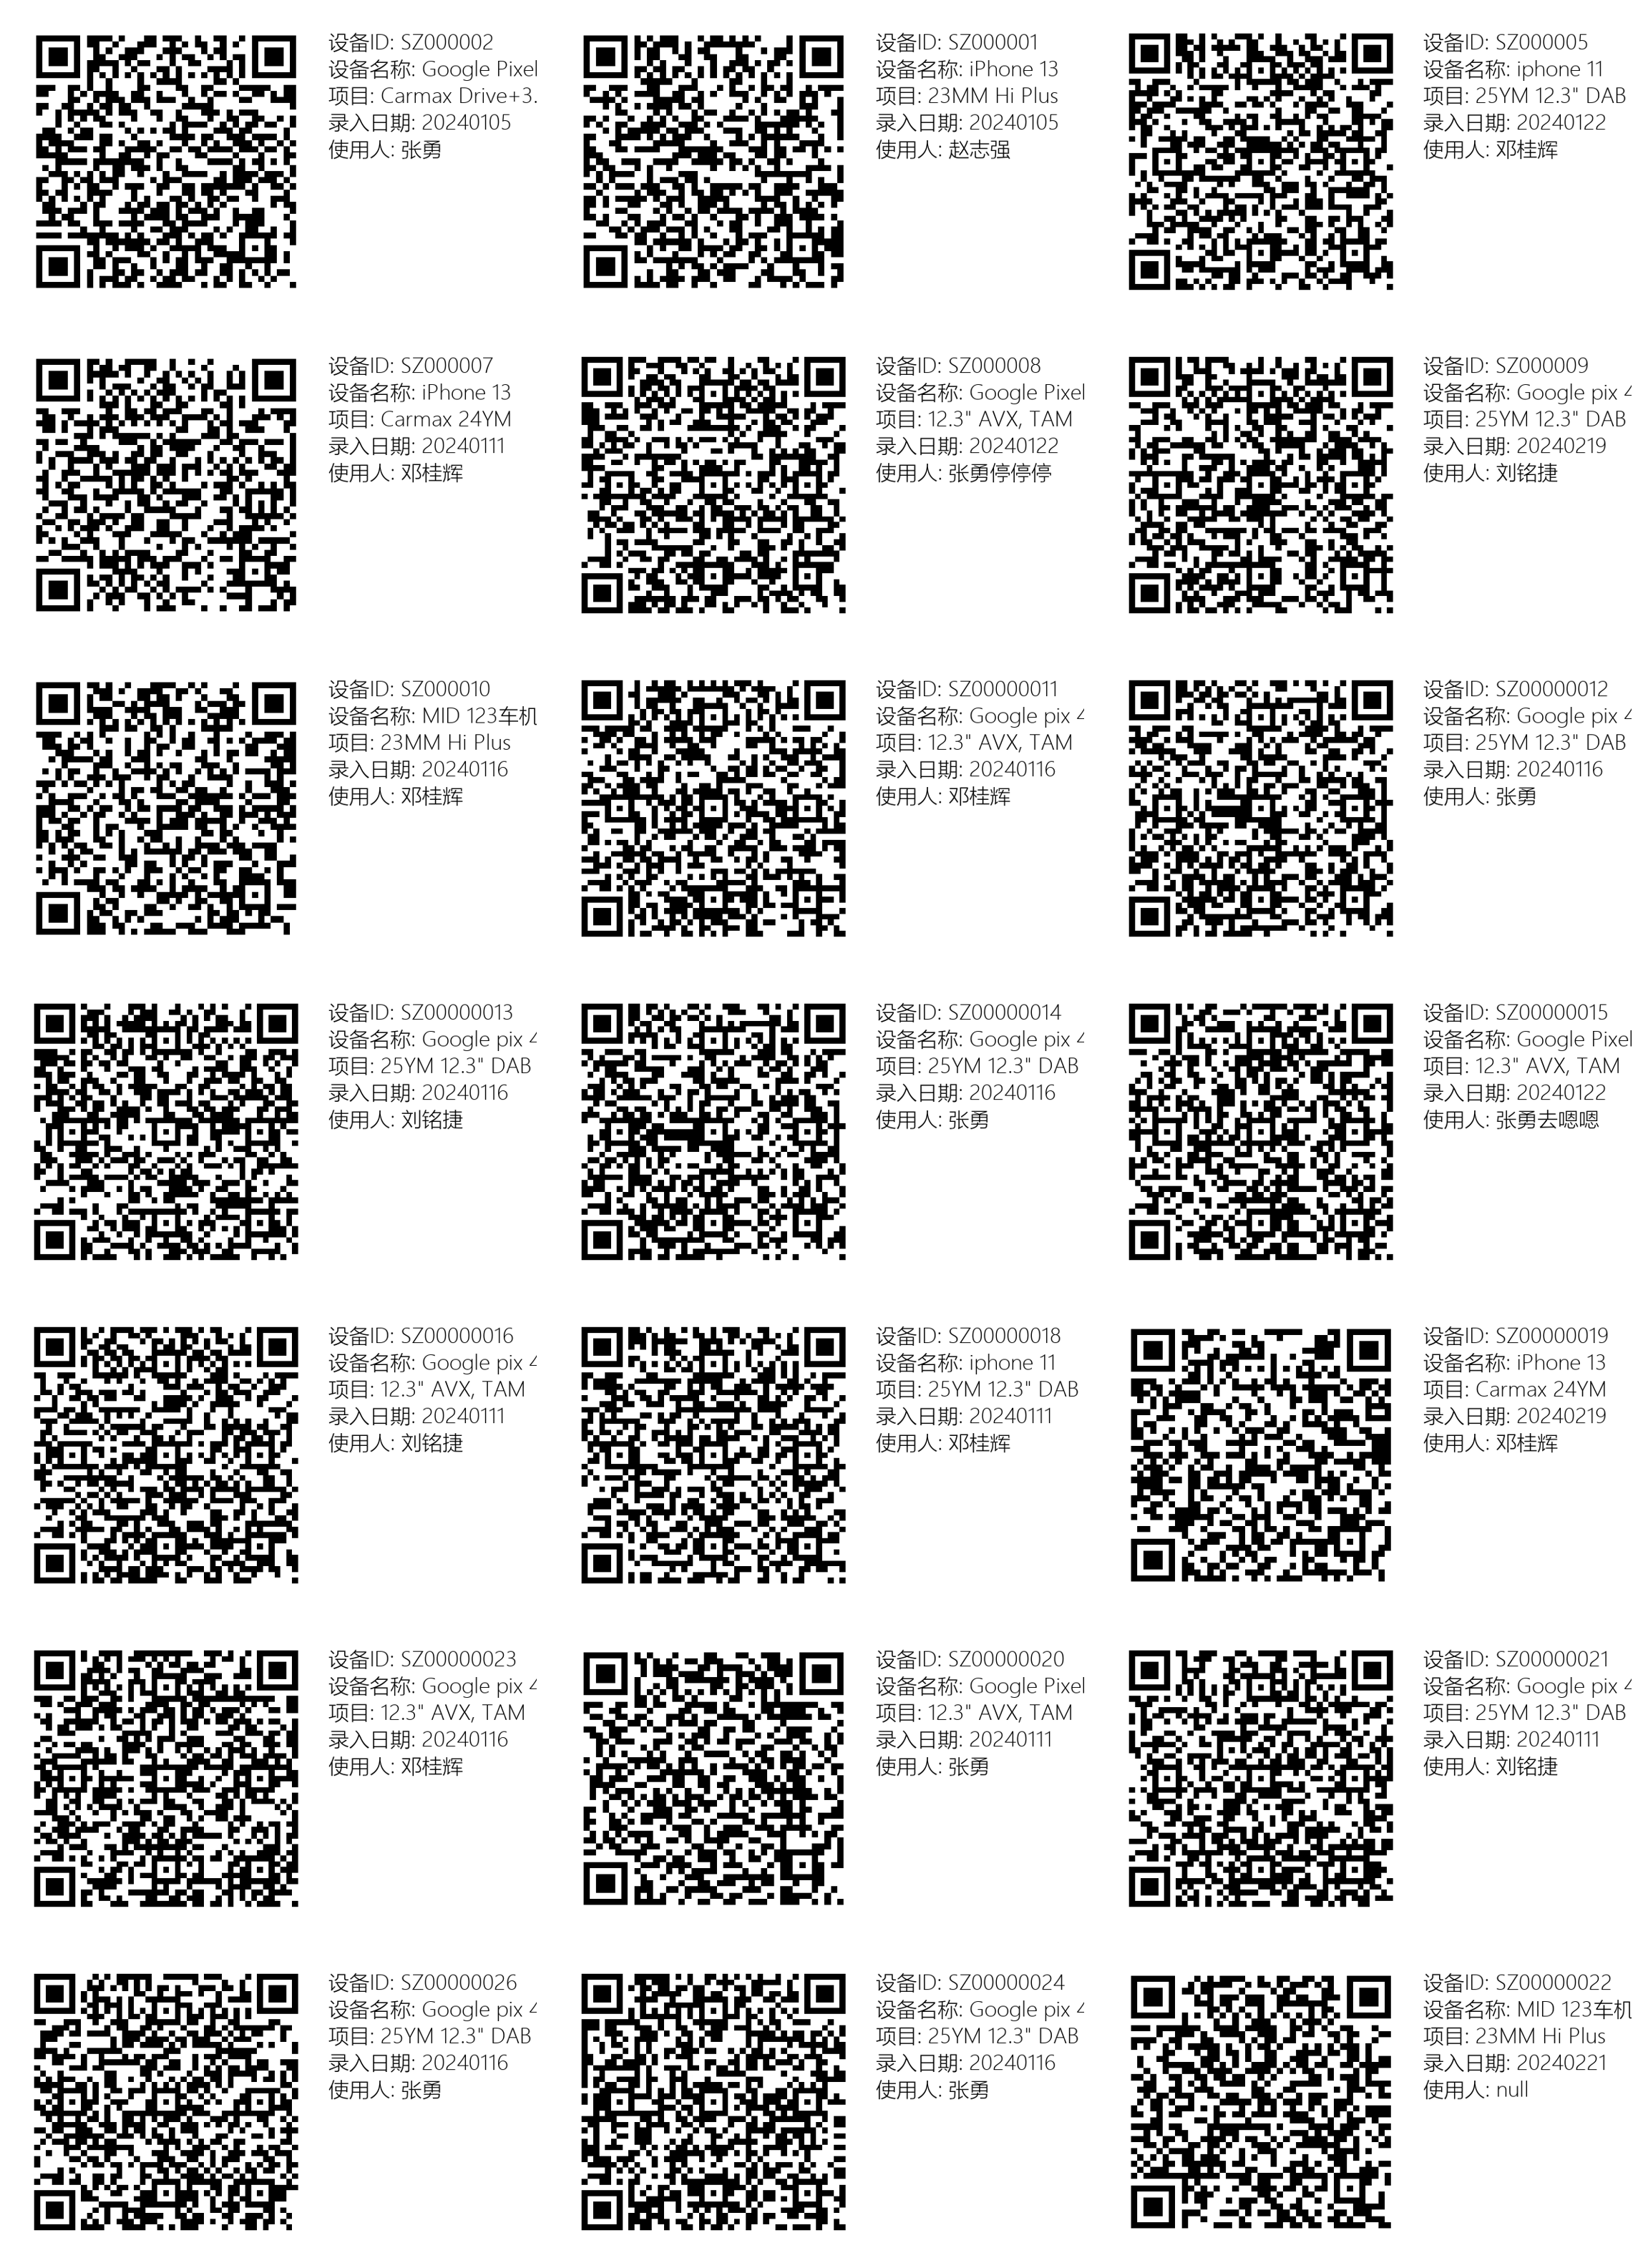 设备ID: SZ000002
设备名称: Google Pixel
项目: Carmax Drive+3.
录入日期: 20240105
使用人: 张勇
设备ID: SZ000001
设备名称: iPhone 13
项目: 23MM Hi Plus
录入日期: 20240105
使用人: 赵志强
设备ID: SZ000005
设备名称: iphone 11
项目: 25YM 12.3" DAB
录入日期: 20240122
使用人: 邓桂辉
设备ID: SZ000007
设备名称: iPhone 13
项目: Carmax 24YM
录入日期: 20240111
使用人: 邓桂辉
设备ID: SZ000008
设备名称: Google Pixel
项目: 12.3" AVX, TAM
录入日期: 20240122
使用人: 张勇停停停
设备ID: SZ000009
设备名称: Google pix 4
项目: 25YM 12.3" DAB
录入日期: 20240219
使用人: 刘铭捷
设备ID: SZ000010
设备名称: MID 123车机
项目: 23MM Hi Plus
录入日期: 20240116
使用人: 邓桂辉
设备ID: SZ00000011
设备名称: Google pix 4
项目: 12.3" AVX, TAM
录入日期: 20240116
使用人: 邓桂辉
设备ID: SZ00000012
设备名称: Google pix 4
项目: 25YM 12.3" DAB
录入日期: 20240116
使用人: 张勇
设备ID: SZ00000013
设备名称: Google pix 4
项目: 25YM 12.3" DAB
录入日期: 20240116
使用人: 刘铭捷
设备ID: SZ00000014
设备名称: Google pix 4
项目: 25YM 12.3" DAB
录入日期: 20240116
使用人: 张勇
设备ID: SZ00000015
设备名称: Google Pixel
项目: 12.3" AVX, TAM
录入日期: 20240122
使用人: 张勇去嗯嗯
设备ID: SZ00000016
设备名称: Google pix 4
项目: 12.3" AVX, TAM
录入日期: 20240111
使用人: 刘铭捷
设备ID: SZ00000018
设备名称: iphone 11
项目: 25YM 12.3" DAB
录入日期: 20240111
使用人: 邓桂辉
设备ID: SZ00000019
设备名称: iPhone 13
项目: Carmax 24YM
录入日期: 20240219
使用人: 邓桂辉
设备ID: SZ00000023
设备名称: Google pix 4
项目: 12.3" AVX, TAM
录入日期: 20240116
使用人: 邓桂辉
设备ID: SZ00000020
设备名称: Google Pixel
项目: 12.3" AVX, TAM
录入日期: 20240111
使用人: 张勇
设备ID: SZ00000021
设备名称: Google pix 4
项目: 25YM 12.3" DAB
录入日期: 20240111
使用人: 刘铭捷
设备ID: SZ00000026
设备名称: Google pix 4
项目: 25YM 12.3" DAB
录入日期: 20240116
使用人: 张勇
设备ID: SZ00000024
设备名称: Google pix 4
项目: 25YM 12.3" DAB
录入日期: 20240116
使用人: 张勇
设备ID: SZ00000022
设备名称: MID 123车机
项目: 23MM Hi Plus
录入日期: 20240221
使用人: null